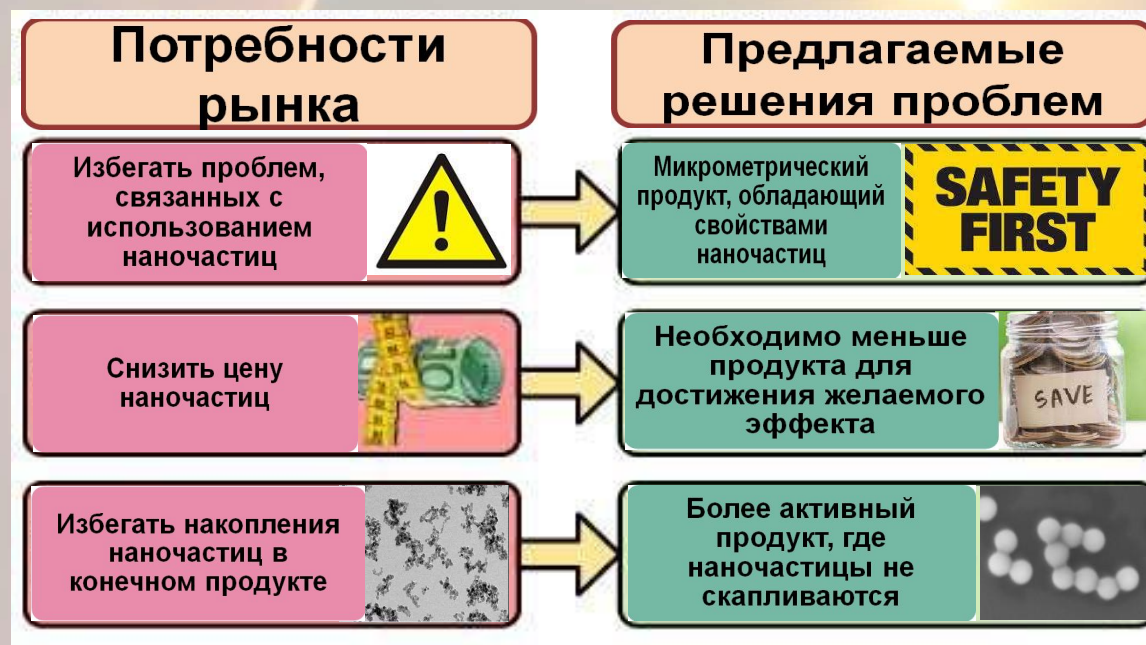 Потребности
рынка
Предлагаемые
решения проблем
Избегать проблем,
связанных с
использованием
наночастиц
Микрометрический
продукт, обладающий
свойствами
наночастиц
SAFETY
FIRST
Снизить цену
наночастиц
Необходимо меньше
продукта для
достижения желаемого
эффекта
SAVE
Избегать накопления
наночастиц в
конечном продукте
Более активный
продукт, где
наночастицы не
скапливаются